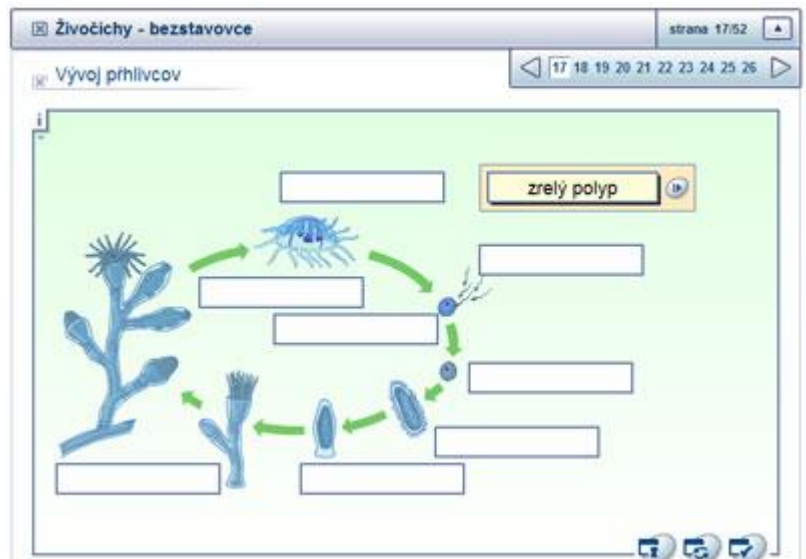 Živočíchy - bezstavovce
strana 17/52
Vývoj pŕhlivcov
17 18 19 20 21 22 23 24 25 26
i
zrelý polyp